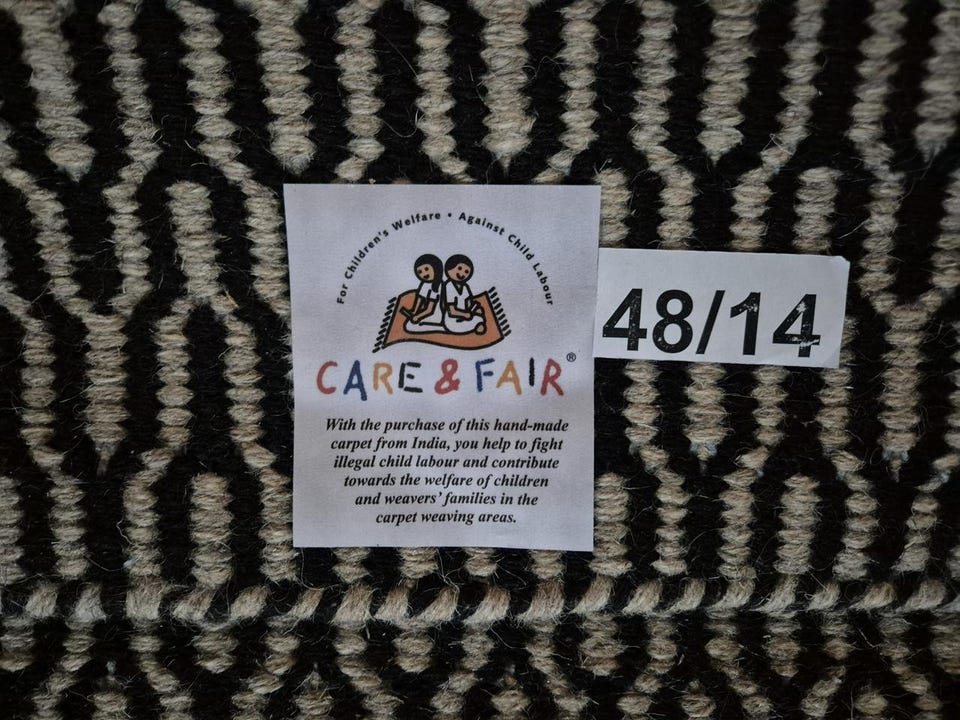 For Children's Welfare • Against Child Labour
CARE & FAIR®
With the purchase of this hand-made
carpet from India, you help to fight
illegal child labour and contribute
towards the welfare of children
and weavers' families in the
carpet weaving areas.
48/14